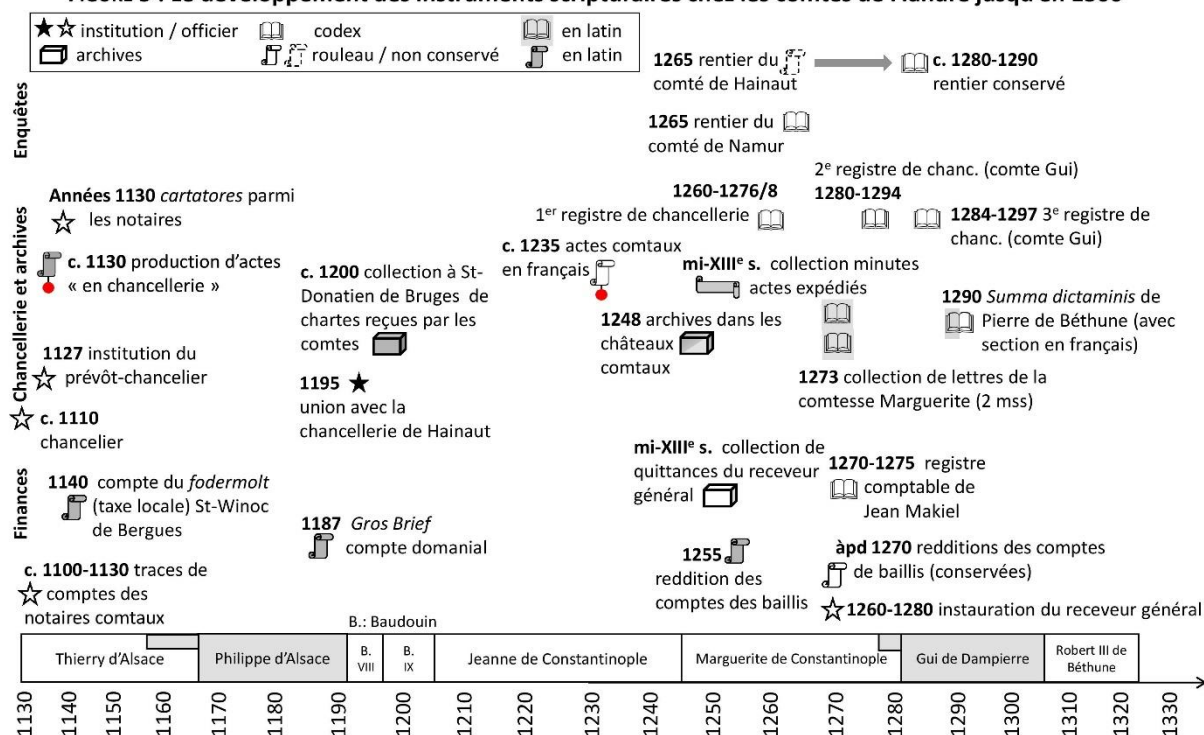 FIGURE 3 : Le développement des instruments scripturaires chez les comtes de Flandre jusqu'en 1300
institution / officier
codex
en latin
archives
rouleau / non conservé
en latin
Enquêtes
1265 rentier du
comté de Hainaut
c. 1280-1290
rentier conservé
1265 rentier du
comté de Namur
Chancellerie et archives
2e registre de chanc. (comte Gui)
1280-1294
1260-1276/8
1er registre de chancellerie
1284-1297 3e registre de
chanc. (comte Gui)
Années 1130 cartatores parmi
les notaires
c. 1130 production d'actes
« en chancellerie »
c. 1200 collection à St-
Donatien de Bruges de
chartes reçues par les
comtes
c. 1235 actes comtaux
en français
mi-XIIIe s. collection minutes
actes expédiés
1248 archives dans les
châteaux
comtaux
1290 Summa dictaminis de
Pierre de Béthune (avec
section en français)
1127 institution du
prévôt-chancelier
1195
union avec la
chancellerie de Hainaut
1273 collection de lettres de la
comtesse Marguerite (2 mss)
c. 1110
chancelier
Finances
mi-XIIIe s. collection de
quittances du receveur
général
1270-1275 registre
comptable de
Jean Makiel
1140 compte du fodermolt
(taxe locale) St-Winoc
de Bergues
1187 Gros Brief
compte domanial
1255
reddition des
comptes des baillis
àpd 1270 redditions des comptes
de baillis (conservées)
c. 1100-1130 traces de
comptes des
notaires comtaux
1260-1280 instauration du receveur général
B.: Baudouin
Thierry d'Alsace
Philippe d'Alsace
B.
VIII
B.
IX
Jeanne de Constantinople
Marguerite de Constantinople
Gui de Dampierre
Robert III de
Béthune
1130
1140
1150
1160
1170
1180
1190
1200
1210
1220
1230
1240
1250
1260
1270
1280
1290
1300
1310
1320
1330